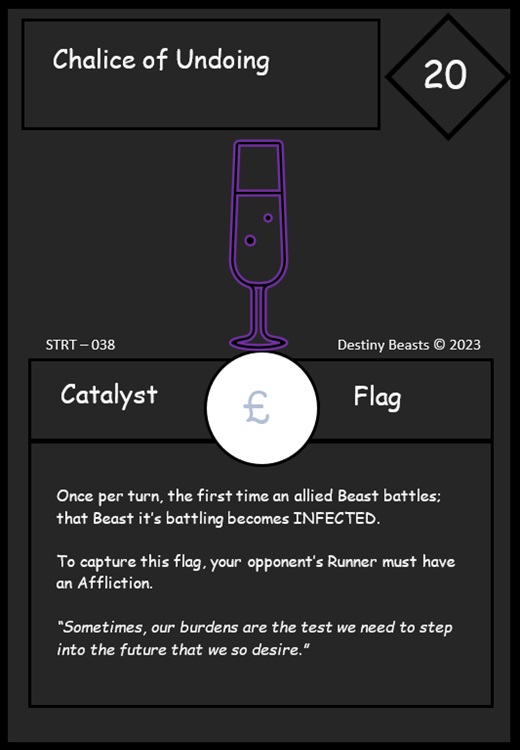 Chalice of Undoing
20
STRT – 038
Destiny Beasts © 2023
Catalyst
£
Flag
Once per turn, the first time an allied Beast battles;
that Beast it's battling becomes INFECTED.
To capture this flag, your opponent's Runner must have
an Affliction.
"Sometimes, our burdens are the test we need to step
into the future that we so desire."